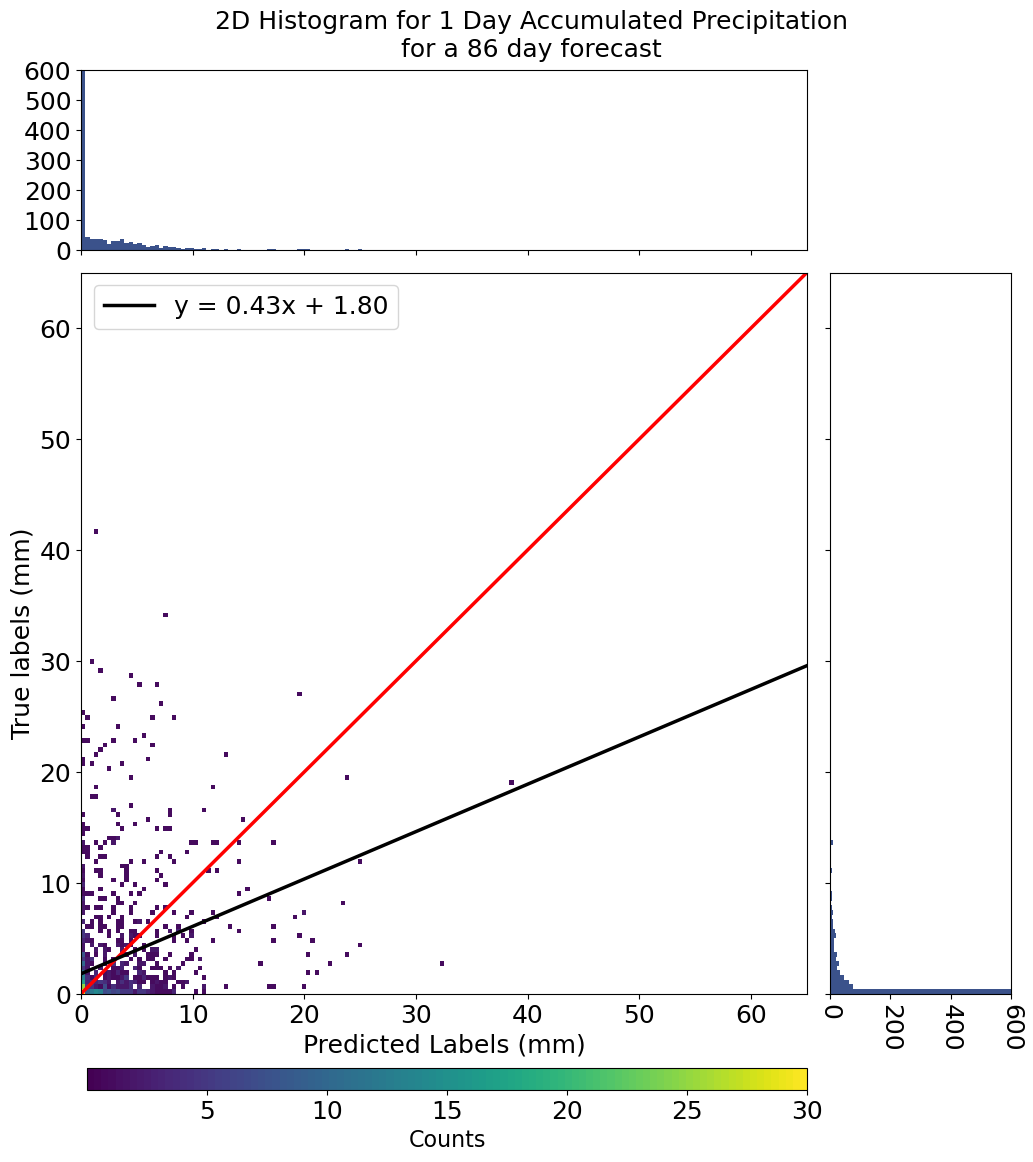 2D Histogram for 1 Day Accumulated Precipitation
for a 86 day forecast
600
500
400
300
200
100
0
y = 0.43x + 1.80
60
50
40
30
20
10
0
True labels (mm)
0 10 20 30 40 50 60
Predicted Labels (mm)
0 200 400 600
5 10 15 20 25 30
Counts